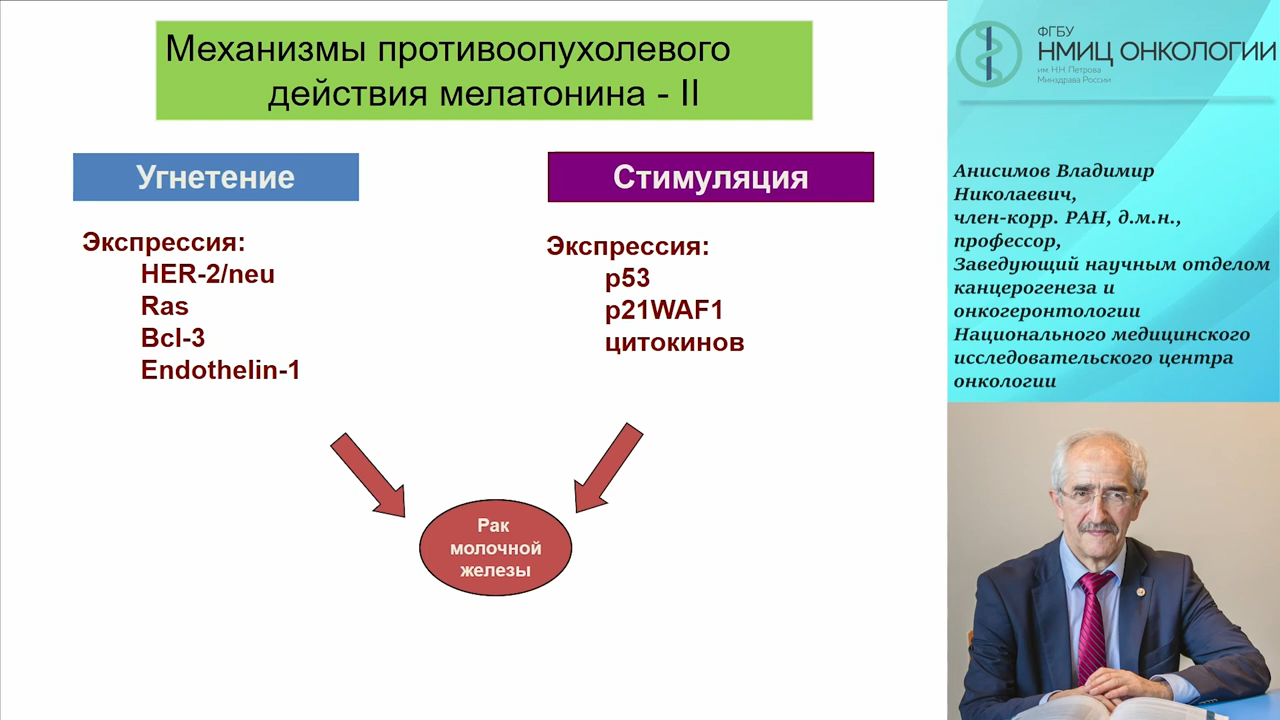 Механизмы противоопухолевого
действия мелатонина - II
Угнетение
Экспрессия:
HER-2/neu
Ras
Bcl-3
Endothelin-1
Стимуляция
Экспрессия:
p53
p21WAF1
цитокинов
Рак
молочной
железы
ФГБУ
НМИЦ ОНКОЛОГИИ
им. Н.Н. Петрова
Минздрава России
Анисимов Владимир
Николаевич,
член-корр. РАН, д.м.н.,
профессор,
Заведующий научным отделом
канцерогенеза и
онкогеронтологии
Национального медицинского
исследовательского центра
онкологии